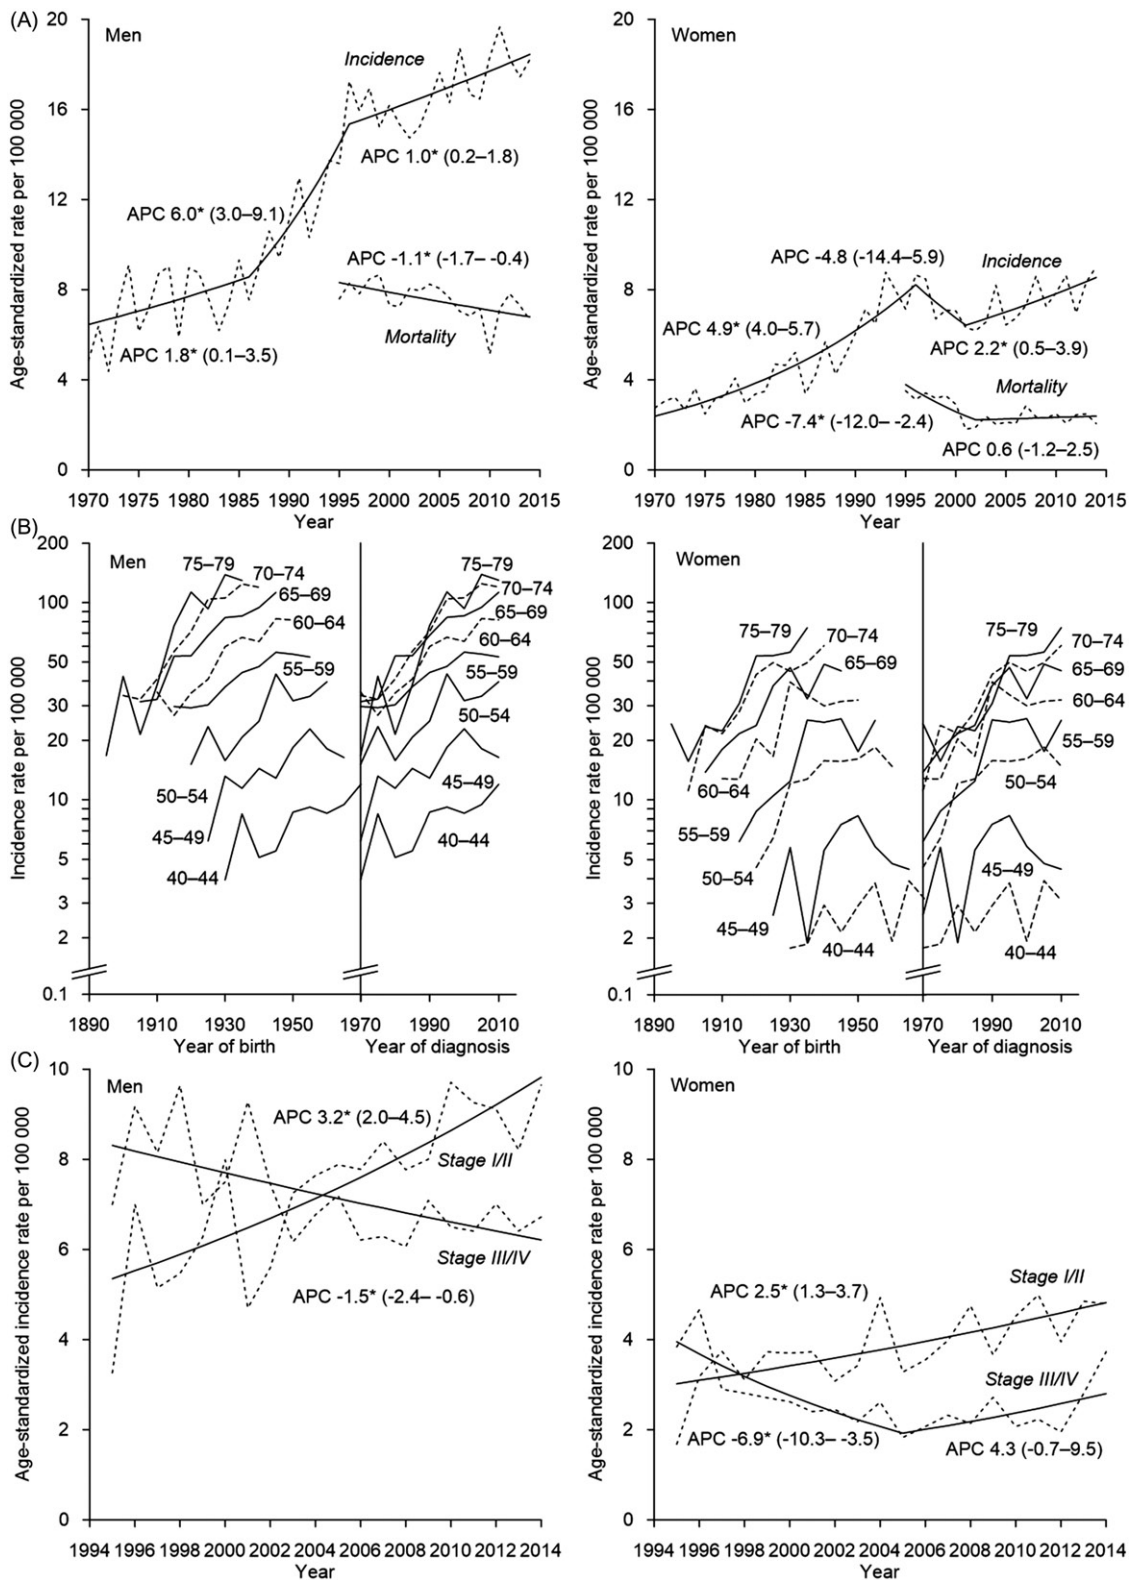 (A)
Men
Age-standardized rate per 100 000
20
16
12
8
4
0
Incidence
APC 1.0* (0.2–1.8)
APC 6.0* (3.0–9.1)
APC -1.1* (-1.7– -0.4)
Mortality
APC 1.8* (0.1–3.5)
1970 1975 1980 1985 1990 1995 2000 2005 2010 2015
Year
Women
Age-standardized rate per 100 000
20
16
12
8
4
0
APC -4.8 (-14.4–5.9)
Incidence
APC 4.9* (4.0–5.7)
APC 2.2* (0.5–3.9)
Mortality
APC -7.4* (-12.0– -2.4)
APC 0.6 (-1.2–2.5)
1970 1975 1980 1985 1990 1995 2000 2005 2010 2015
Year
(B)
Men
Incidence rate per 100 000
200
100
50
30
20
10
5
3
2
0.1
75–79
70–74
65–69
60–64
55–59
50–54
45–49
40–44
75–79
70–74
65–69
60–64
55–59
50–54
45–49
40–44
1890 1910 1930 1950 1970 1990 2010
Year of birth
Year of diagnosis
Women
Incidence rate per 100 000
200
100
50
30
20
10
5
3
2
0.1
75–79
70–74
65–69
60–64
55–59
50–54
45–49
40–44
75–79
70–74
65–69
60–64
55–59
50–54
45–49
40–44
1890 1910 1930 1950 1970 1990 2010
Year of birth
Year of diagnosis
(C)
Men
Age-standardized incidence rate per 100 000
10
8
6
4
2
0
APC 3.2* (2.0–4.5)
Stage I/II
Stage III/IV
APC -1.5* (-2.4– -0.6)
1994 1996 1998 2000 2002 2004 2006 2008 2010 2012 2014
Year
Women
Age-standardized incidence rate per 100 000
10
8
6
4
2
0
Stage I/II
APC 2.5* (1.3–3.7)
Stage III/IV
APC -6.9* (-10.3– -3.5)
APC 4.3 (-0.7–9.5)
1994 1996 1998 2000 2002 2004 2006 2008 2010 2012 2014
Year